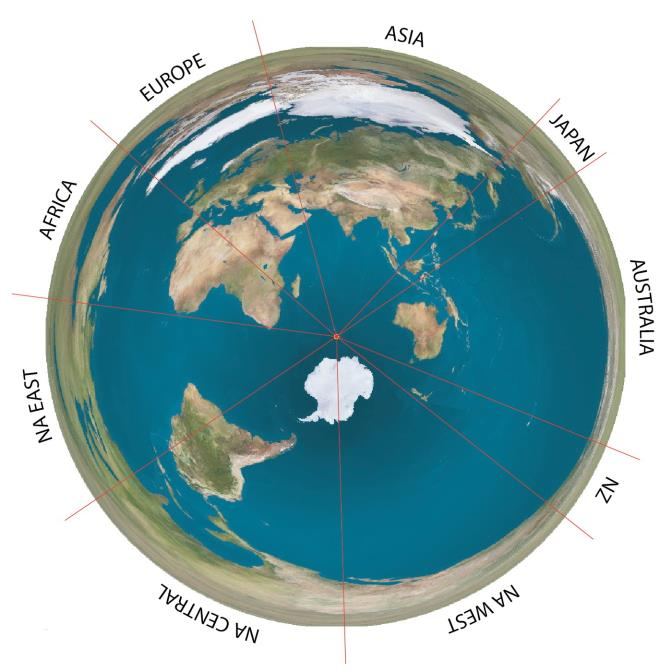 ASIA
EUROPE
JAPAN
AFRICA
AUSTRALIA
NA EAST
NZ
NA CENTRAL
NA WEST